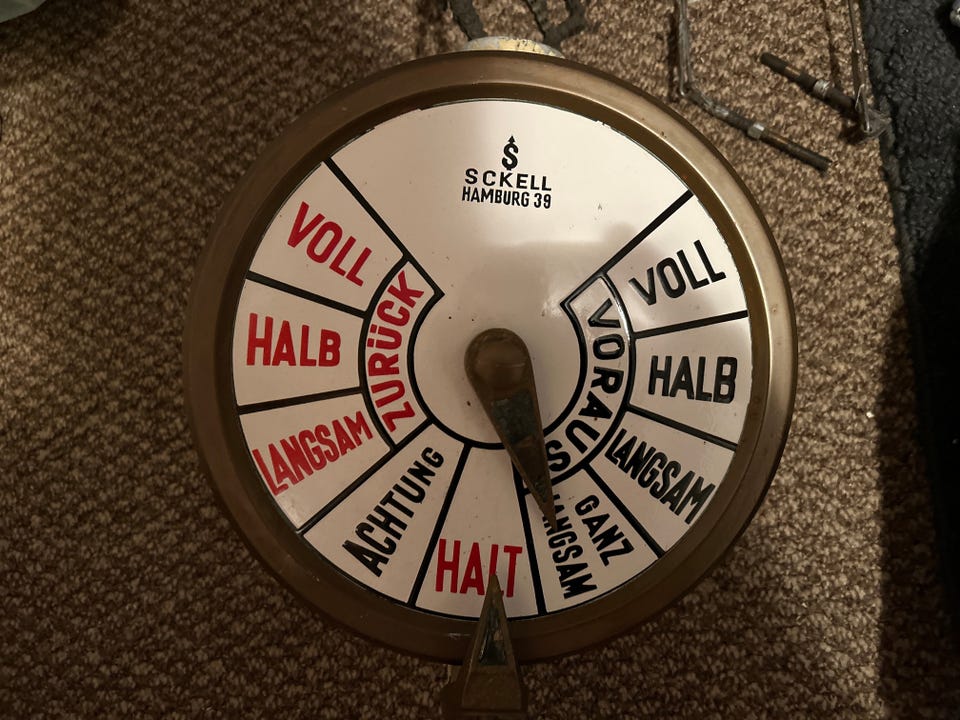 SCKELL
HAMBURG 39
VOLL
HALB
LANGSAM
ZURÜCK
ACHTUNG
HALT
GANZ
LANGSAM
LANGSAM
HALB
VOLL
VORAUS